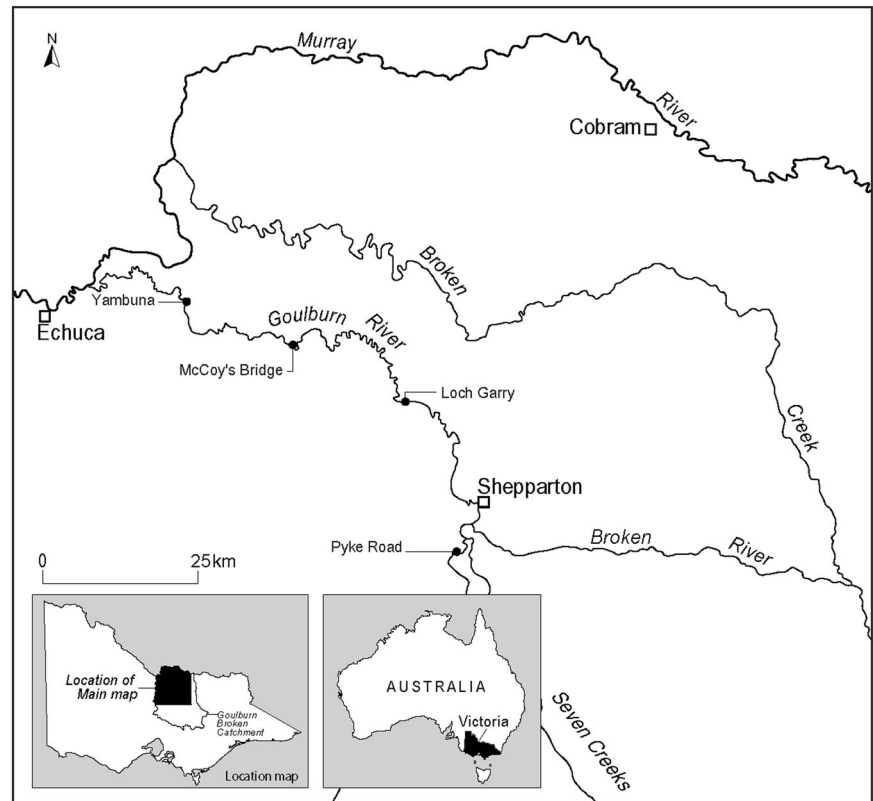 N
Murray
River
Cobram
Broken
Creek
Yambuna
Echuca
Goulburn
River
McCoy's Bridge
Loch Garry
Shepparton
Pyke Road
Broken
River
0
25km
Location of
Main map
Goulburn
Broken
Catchment
Location map
AUSTRALIA
Victoria
Seven Creeks